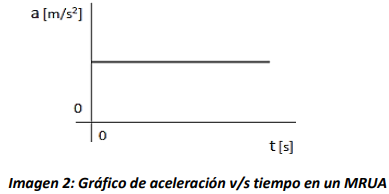 a [m/s²]
0
0
t [s]
Imagen 2: Gráfico de aceleración v/s tiempo en un MRUA